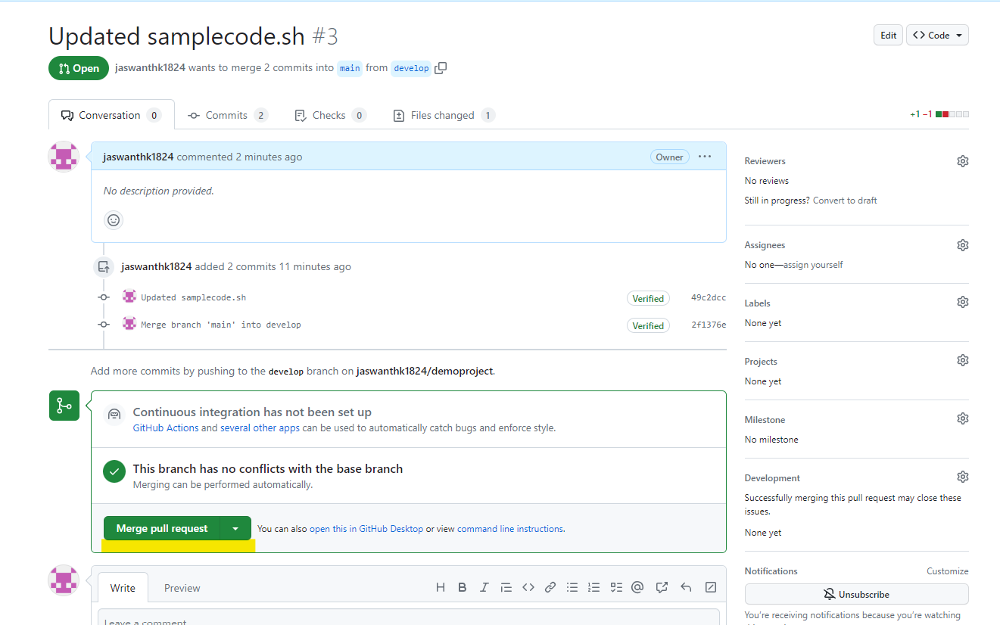 Updated samplecode.sh #3
Edit
Code
Open
jaswanthk1824 wants to merge 2 commits into main from develop
Conversation 0
Commits 2
Checks 0
Files changed 1
+1 −1
jaswanthk1824 commented 2 minutes ago
Owner
No description provided.
jaswanthk1824 added 2 commits 11 minutes ago
Updated samplecode.sh
Verified
49c2dcc
Merge branch 'main' into develop
Verified
2f1376e
Add more commits by pushing to the develop branch on jaswanthk1824/demoproject.
Continuous integration has not been set up
GitHub Actions and several other apps can be used to automatically catch bugs and enforce style.
This branch has no conflicts with the base branch
Merging can be performed automatically.
Merge pull request
You can also open this in GitHub Desktop or view command line instructions.
Write
Preview
Leave a comment
Reviewers
No reviews
Still in progress? Convert to draft
Assignees
No one—assign yourself
Labels
None yet
Projects
None yet
Milestone
No milestone
Development
Successfully merging this pull request may close these
issues.
None yet
Notifications
Customize
Unsubscribe
You're receiving notifications because you're watching